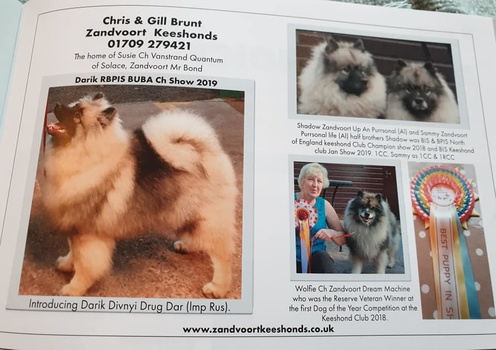 Chris & Gill Brunt
Zandvoort Keeshonds
01709 279421
The home of Susie Ch Vanstrand Quantum
of Solace, Zandvoort Mr Bond
Darik RBPIS BUBA Ch Show 2019
Introducing Darik Divnyi Drug Dar (Imp Rus).
Shadow Zandvoort Up An Purrsonal (AI) and Sammy Zandvoort
Purrsonal life (AI) half brothers Shadow was BIS & BPIS North
of England keeshond Club Champion show 2018 and BIS Keeshond
club Jan Show 2019. 1CC. Sammy as 1CC & 1RCC
BEST PUPPY IN S
Wolfie Ch Zandvoort Dream Machine
who was the Reserve Veteran Winner at
the first Dog of the Year Competition at the
Keeshond Club 2018.
www.zandvoortkeeshonds.co.uk